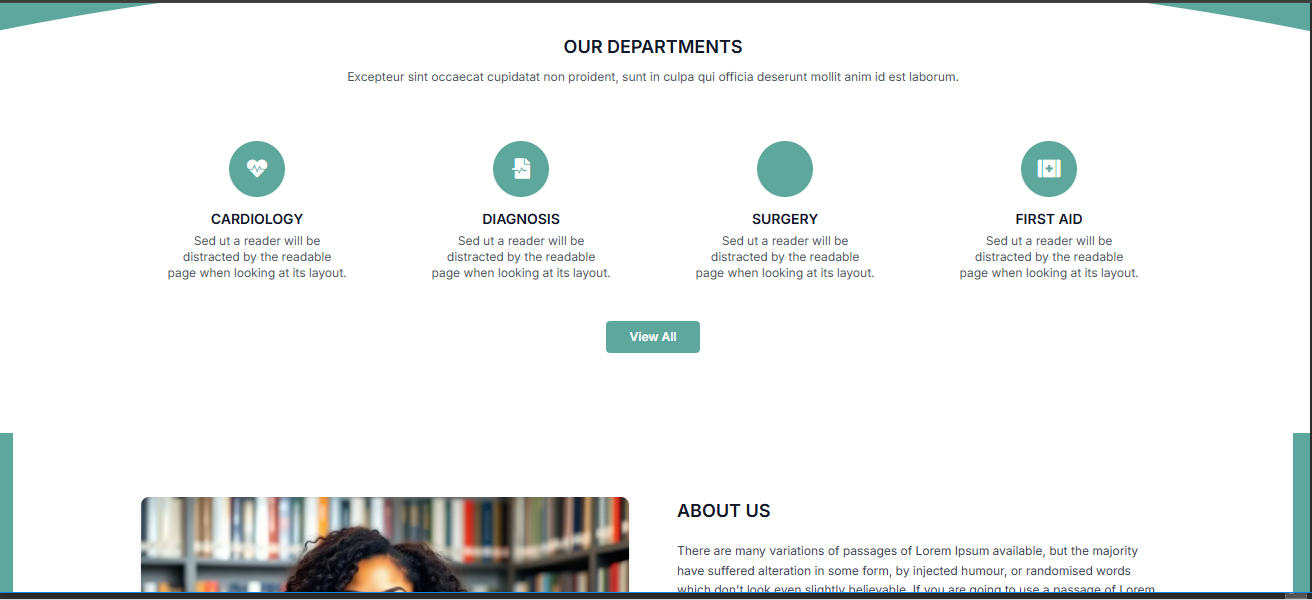 OUR DEPARTMENTS
Excepteur sint occaecat cupidatat non proident, sunt in culpa qui officia deserunt mollit anim id est laborum.
CARDIOLOGY
Sed ut a reader will be
distracted by the readable
page when looking at its layout.
DIAGNOSIS
Sed ut a reader will be
distracted by the readable
page when looking at its layout.
SURGERY
Sed ut a reader will be
distracted by the readable
page when looking at its layout.
FIRST AID
Sed ut a reader will be
distracted by the readable
page when looking at its layout.
View All
ABOUT US
There are many variations of passages of Lorem Ipsum available, but the majority
have suffered alteration in some form, by injected humour, or randomised words
which don't look even slightly believable. If you are going to use a passage of Lorem